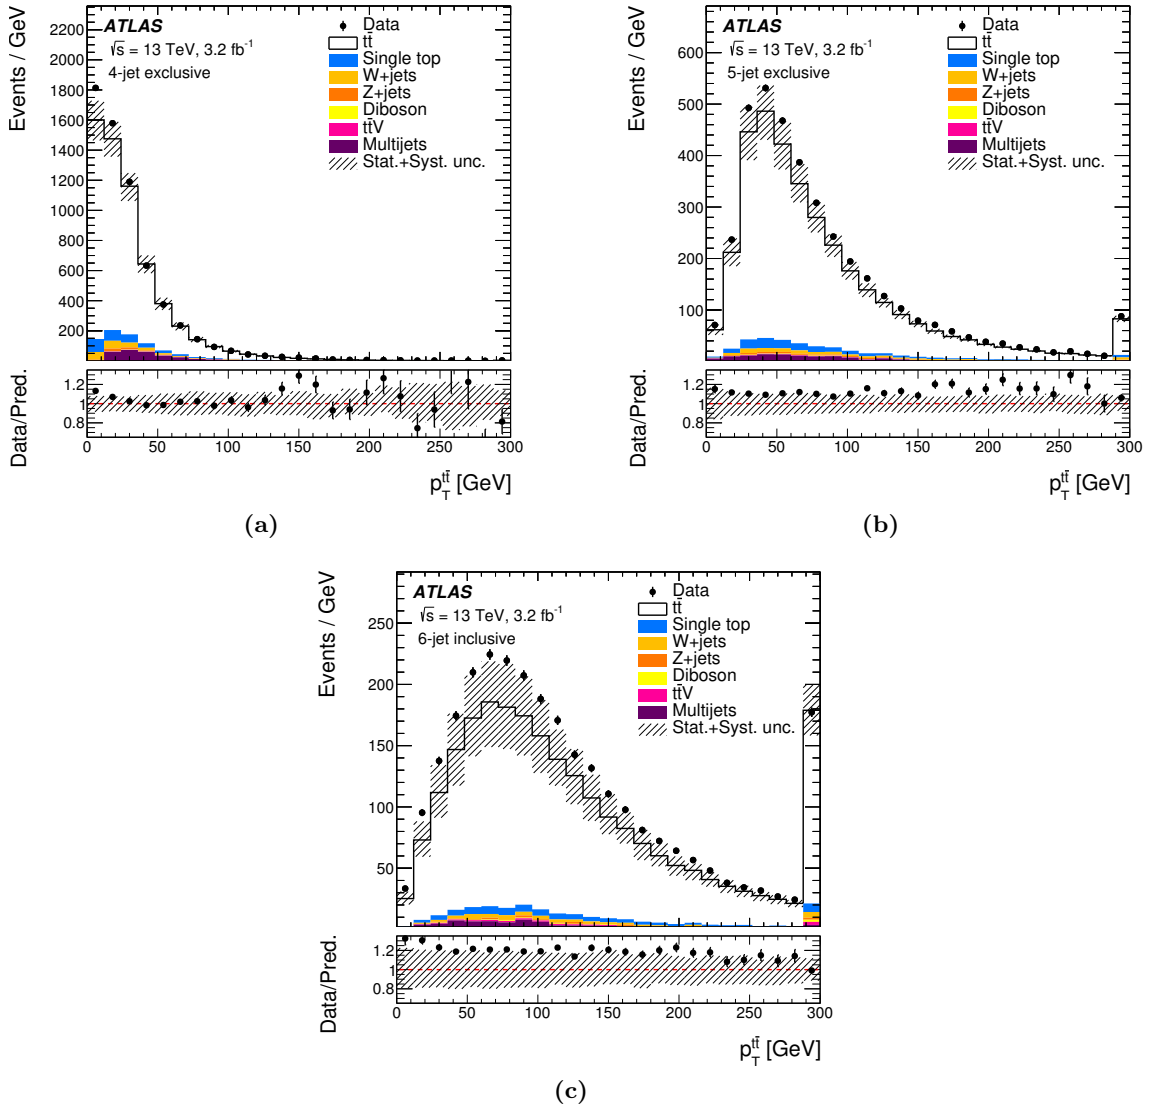 Events / GeV
2200
2000
1800
1600
1400
1200
1000
800
600
400
200
ATLAS
√s = 13 TeV, 3.2 fb⁻¹
4-jet exclusive
Data
tt̄
Single top
W+jets
Z+jets
Diboson
tt̄V
Multijets
Stat.+Syst. unc.
Data/Pred.
1.2
1
0.8
0 50 100 150 200 250 300
p_T^{tt̄} [GeV]
(a)
Events / GeV
600
500
400
300
200
100
ATLAS
√s = 13 TeV, 3.2 fb⁻¹
5-jet exclusive
Data
tt̄
Single top
W+jets
Z+jets
Diboson
tt̄V
Multijets
Stat.+Syst. unc.
Data/Pred.
1.2
1
0.8
0 50 100 150 200 250 300
p_T^{tt̄} [GeV]
(b)
Events / GeV
250
200
150
100
50
ATLAS
√s = 13 TeV, 3.2 fb⁻¹
6-jet inclusive
Data
tt̄
Single top
W+jets
Z+jets
Diboson
tt̄V
Multijets
Stat.+Syst. unc.
Data/Pred.
1.2
1
0.8
0 50 100 150 200 250 300
p_T^{tt̄} [GeV]
(c)